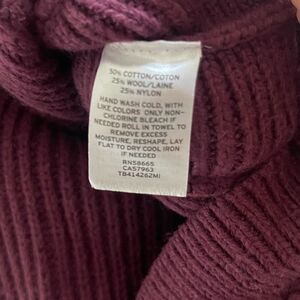 50% COTTON/COTON
25% WOOL/LAINE
25% NYLON
HAND WASH COLD, WITH
LIKE COLORS ONLY NON-
CHLORINE BLEACH IF
NEEDED ROLL IN TOWEL TO
REMOVE EXCESS
MOISTURE, RESHAPE, LAY
FLAT TO DRY COOL IRON
IF NEEDED
RN58665
CA57963
TB414262MI